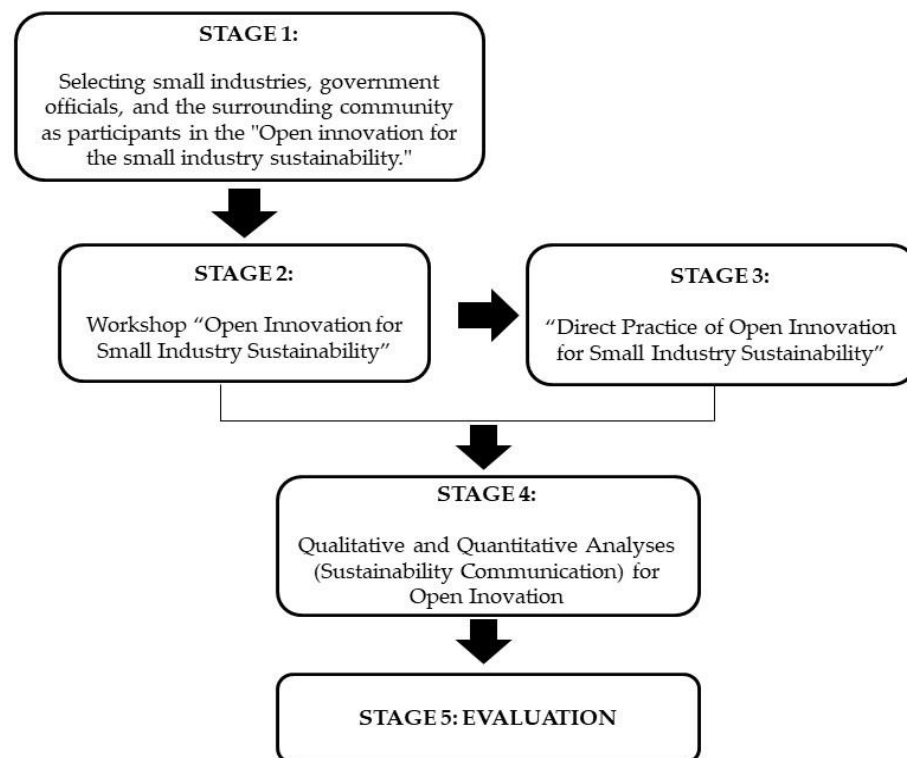 STAGE 1:
Selecting small industries, government
officials, and the surrounding community
as participants in the "Open innovation for
the small industry sustainability."
STAGE 2:
Workshop “Open Innovation for
Small Industry Sustainability”
STAGE 3:
“Direct Practice of Open Innovation
for Small Industry Sustainability”
STAGE 4:
Qualitative and Quantitative Analyses
(Sustainability Communication) for
Open Inovation
STAGE 5: EVALUATION